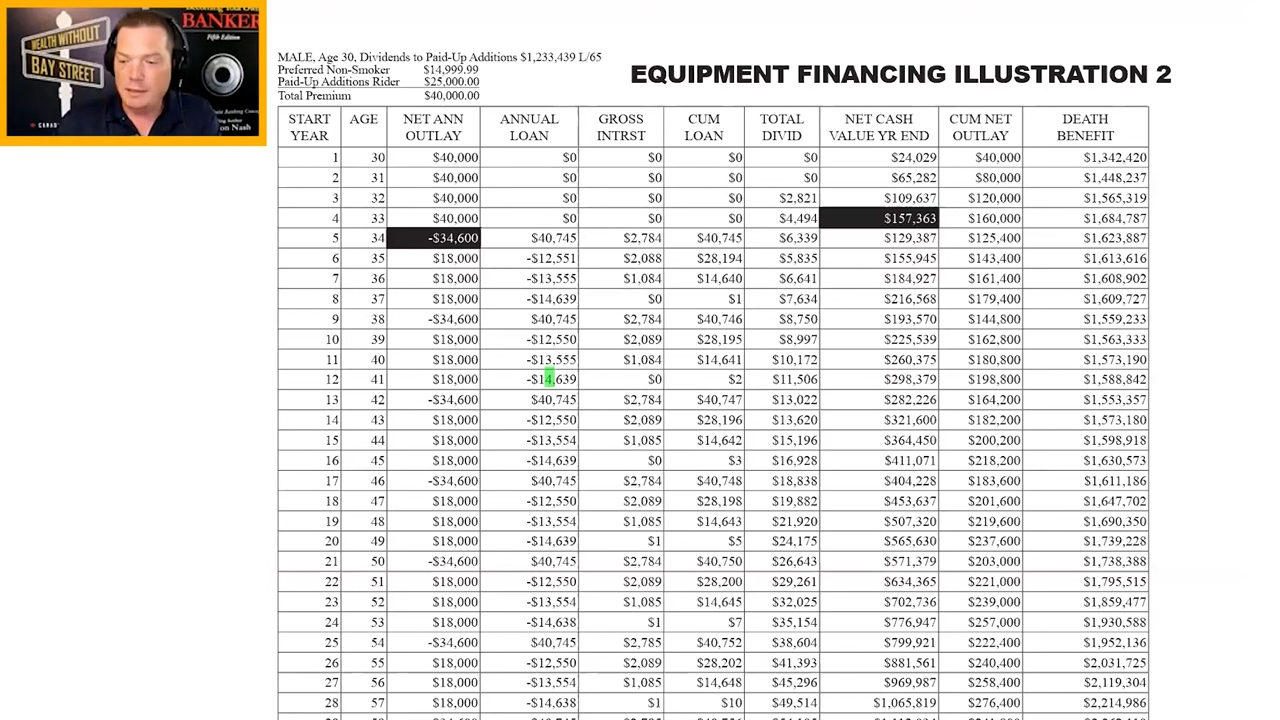 Becoming Your Own
BANKER
Fifth Edition
WEALTH WITHOUT
BAY STREET
on Nash
MALE, Age 30, Dividends to Paid-Up Additions $1,233,439 L/65
Preferred Non-Smoker $14,999.99
Paid-Up Additions Rider $25,000.00
Total Premium $40,000.00
EQUIPMENT FINANCING ILLUSTRATION 2
START AGE NET ANN ANNUAL GROSS CUM TOTAL NET CASH CUM NET DEATH
YEAR OUTLAY LOAN INTRST LOAN DIVID VALUE YR END OUTLAY BENEFIT
1 30 $40,000 $0 $0 $0 $0 $24,029 $40,000 $1,342,420
2 31 $40,000 $0 $0 $0 $0 $65,282 $80,000 $1,448,237
3 32 $40,000 $0 $0 $0 $2,821 $109,637 $120,000 $1,565,319
4 33 $40,000 $0 $0 $0 $4,494 $157,363 $160,000 $1,684,787
5 34 -$34,600 $40,745 $2,784 $40,745 $6,339 $129,387 $125,400 $1,623,887
6 35 $18,000 -$12,551 $2,088 $28,194 $5,835 $155,945 $143,400 $1,613,616
7 36 $18,000 -$13,555 $1,084 $14,640 $6,641 $184,927 $161,400 $1,608,902
8 37 $18,000 -$14,639 $0 $1 $7,634 $216,568 $179,400 $1,609,727
9 38 -$34,600 $40,745 $2,784 $40,746 $8,750 $193,570 $144,800 $1,559,233
10 39 $18,000 -$12,550 $2,089 $28,195 $8,997 $225,539 $162,800 $1,563,333
11 40 $18,000 -$13,555 $1,084 $14,641 $10,172 $260,375 $180,800 $1,573,190
12 41 $18,000 -$14,639 $0 $2 $11,506 $298,379 $198,800 $1,588,842
13 42 -$34,600 $40,745 $2,784 $40,747 $13,022 $282,226 $164,200 $1,553,357
14 43 $18,000 -$12,550 $2,089 $28,196 $13,620 $321,600 $182,200 $1,573,180
15 44 $18,000 -$13,554 $1,085 $14,642 $15,196 $364,450 $200,200 $1,598,918
16 45 $18,000 -$14,639 $0 $3 $16,928 $411,071 $218,200 $1,630,573
17 46 -$34,600 $40,745 $2,784 $40,748 $18,838 $404,228 $183,600 $1,611,186
18 47 $18,000 -$12,550 $2,089 $28,198 $19,882 $453,637 $201,600 $1,647,702
19 48 $18,000 -$13,554 $1,085 $14,643 $21,920 $507,320 $219,600 $1,690,350
20 49 $18,000 -$14,639 $1 $5 $24,175 $565,630 $237,600 $1,739,228
21 50 -$34,600 $40,745 $2,784 $40,750 $26,643 $571,379 $203,000 $1,738,388
22 51 $18,000 -$12,550 $2,089 $28,200 $29,261 $634,365 $221,000 $1,795,515
23 52 $18,000 -$13,554 $1,085 $14,645 $32,025 $702,736 $239,000 $1,859,477
24 53 $18,000 -$14,638 $1 $7 $35,154 $776,947 $257,000 $1,930,588
25 54 -$34,600 $40,745 $2,785 $40,752 $38,604 $799,921 $222,400 $1,952,136
26 55 $18,000 -$12,550 $2,089 $28,202 $41,393 $881,561 $240,400 $2,031,725
27 56 $18,000 -$13,554 $1,085 $14,648 $45,296 $969,987 $258,400 $2,119,304
28 57 $18,000 -$14,638 $1 $10 $49,514 $1,065,819 $276,400 $2,214,986